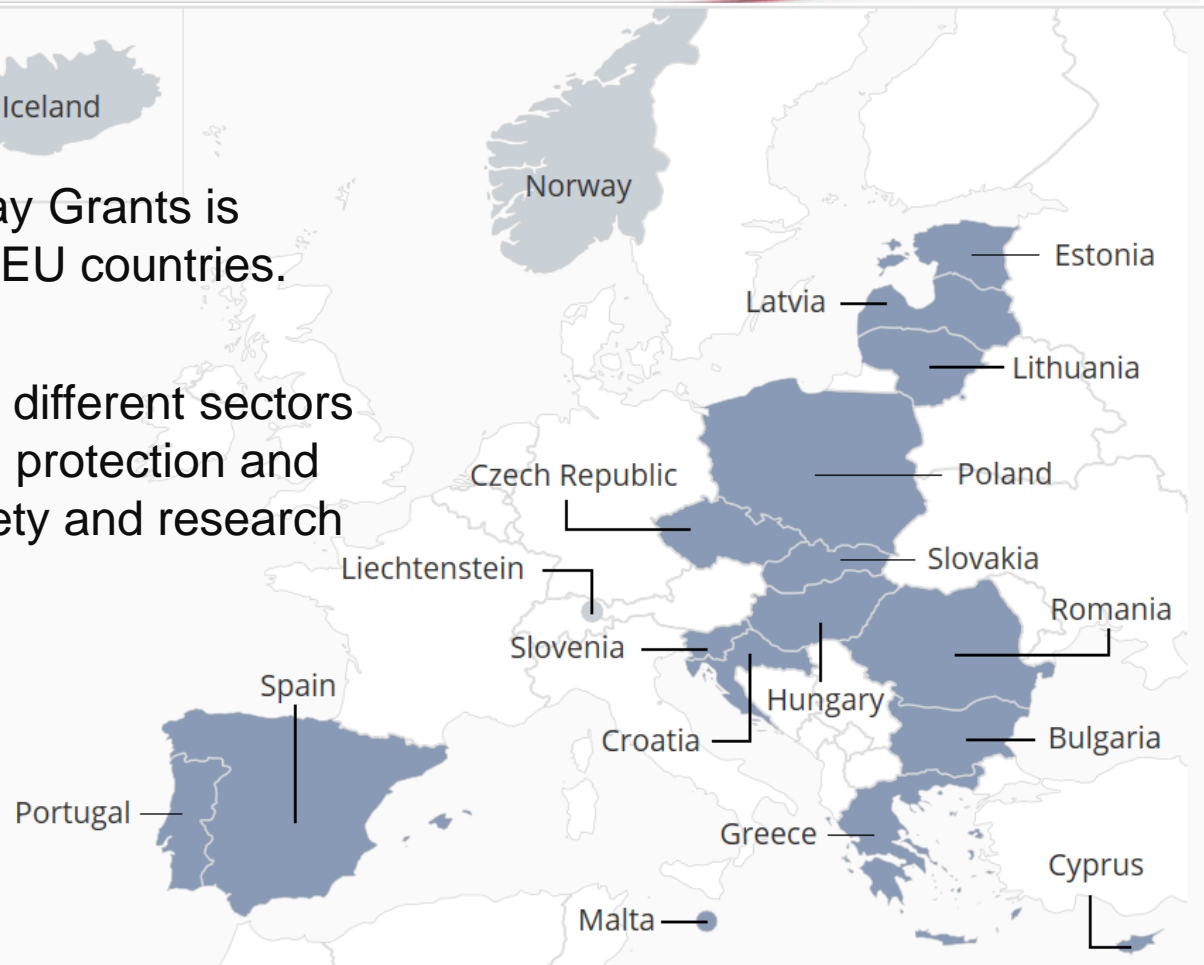 Iceland
Norway
ay Grants is
EU countries.
Estonia
Latvia
Lithuania
different sectors
protection and
ety and research
Czech Republic
Poland
Slovakia
Liechtenstein
Romania
Slovenia
Spain
Hungary
Croatia
Bulgaria
Portugal
Greece
Cyprus
Malta